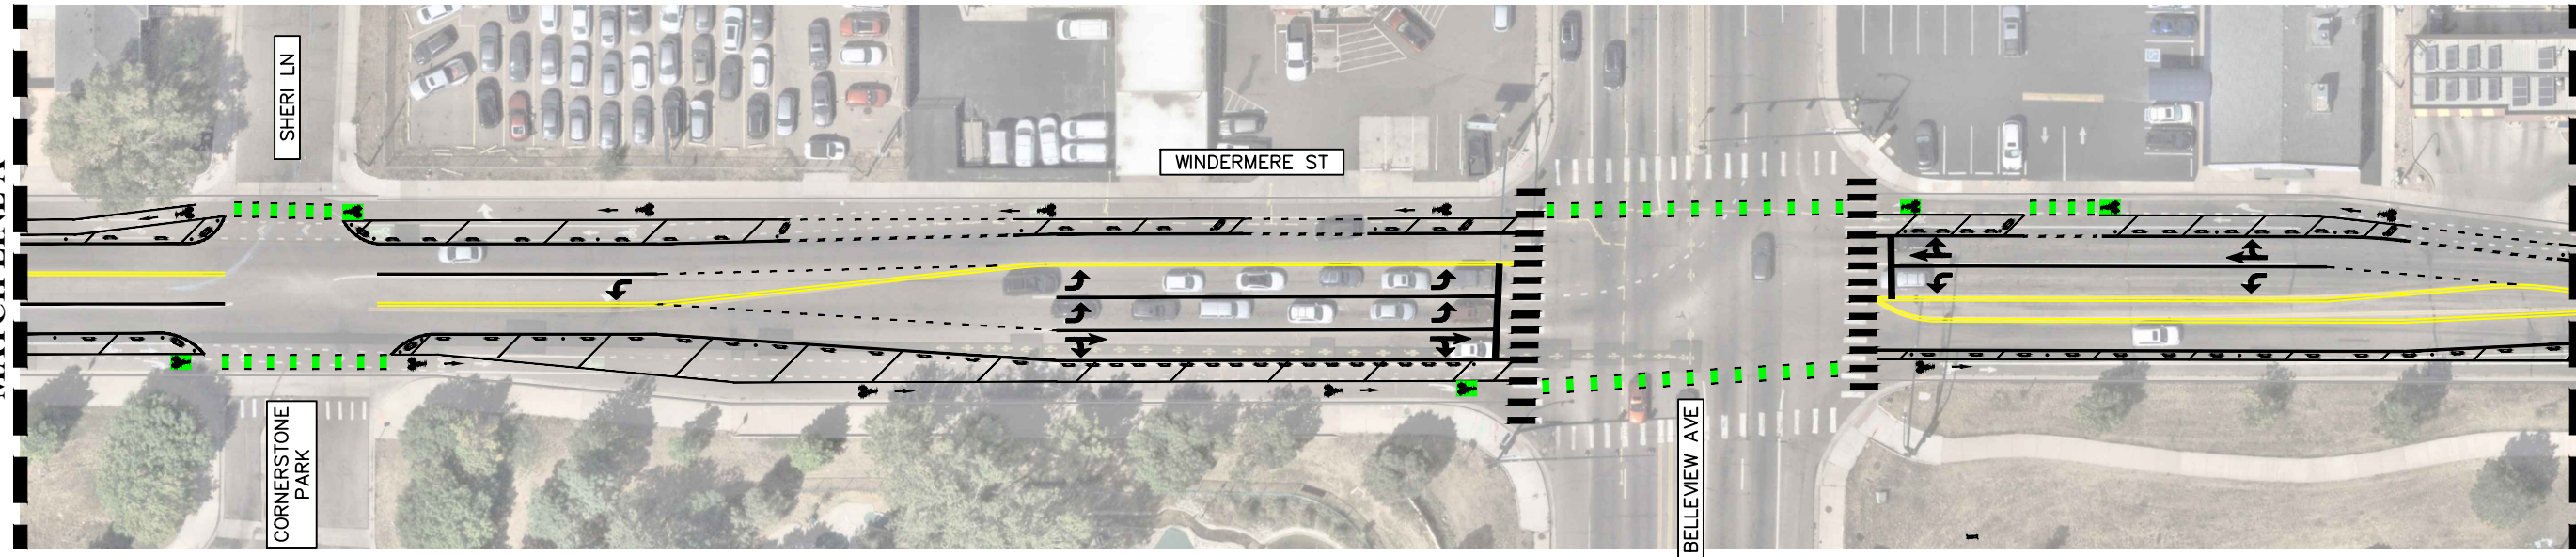 SHERI LN
WINDERMERE ST
CORNERSTONE
PARK
BELLEVIEW AVE